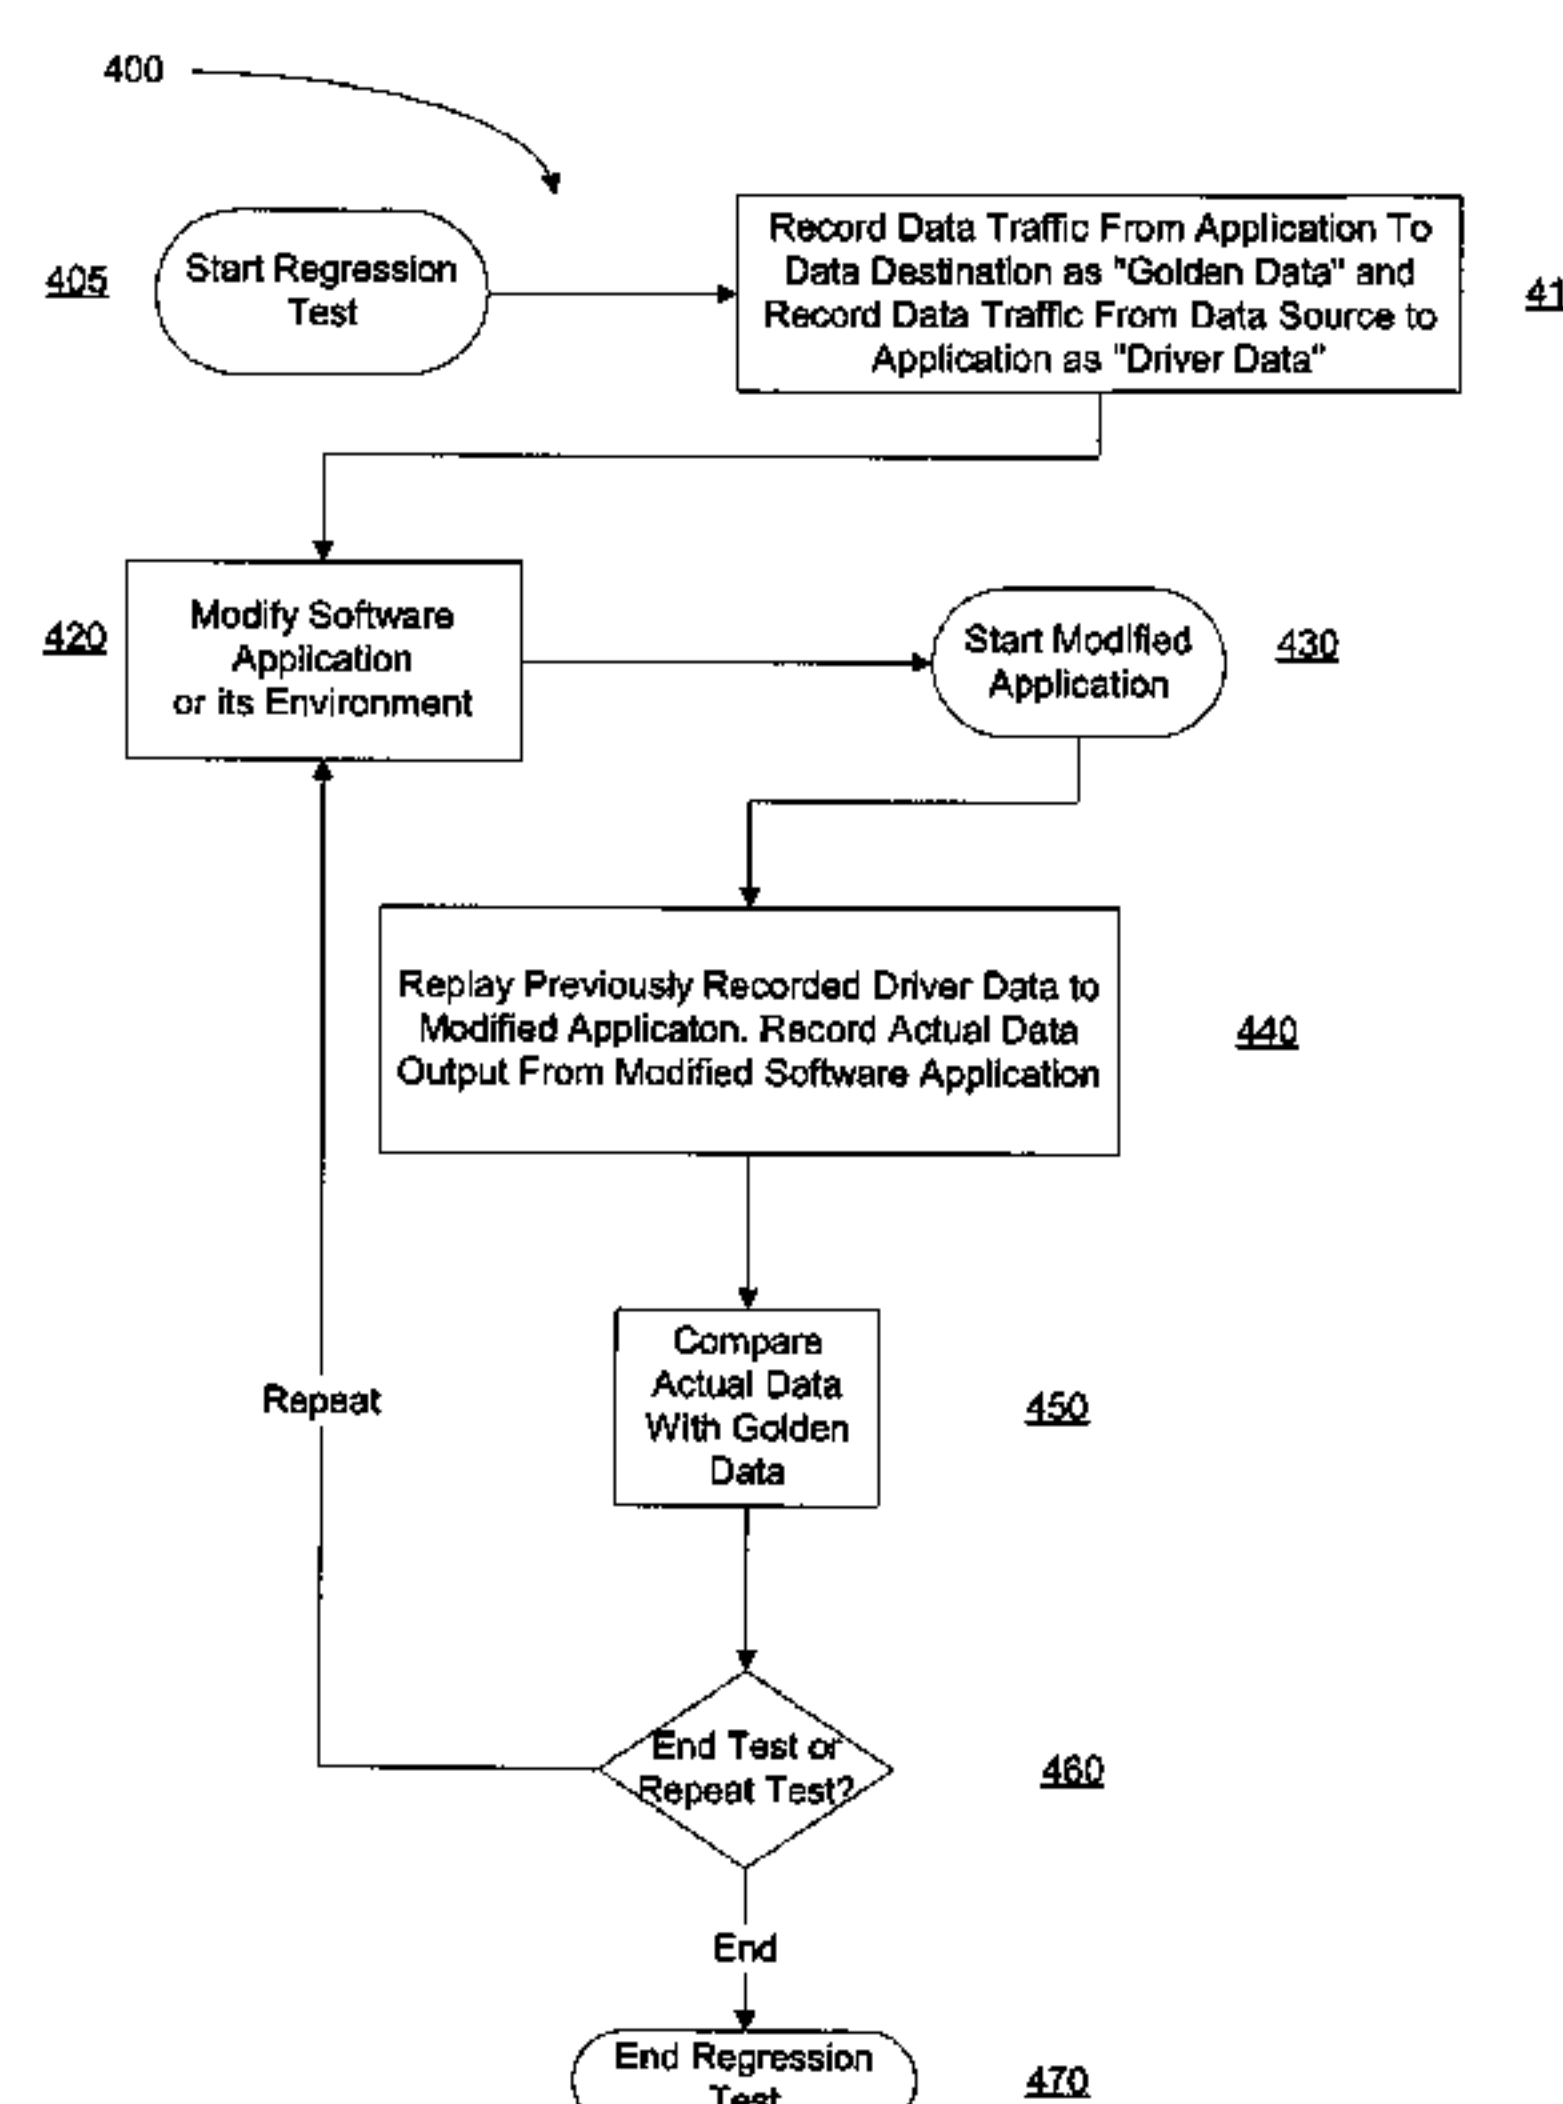 400
405
Start Regression
Test
Record Data Traffic From Application To
Data Destination as "Golden Data" and
Record Data Traffic From Data Source to
Application as "Driver Data"
41
420
Modify Software
Application
or its Environment
Start Modified
Application
430
Replay Previously Recorded Driver Data to
Modified Applicaton. Record Actual Data
Output From Modified Software Application
440
Compare
Actual Data
With Golden
Data
450
Repeat
End Test or
Repeat Test?
460
End
End Regression
Test
470